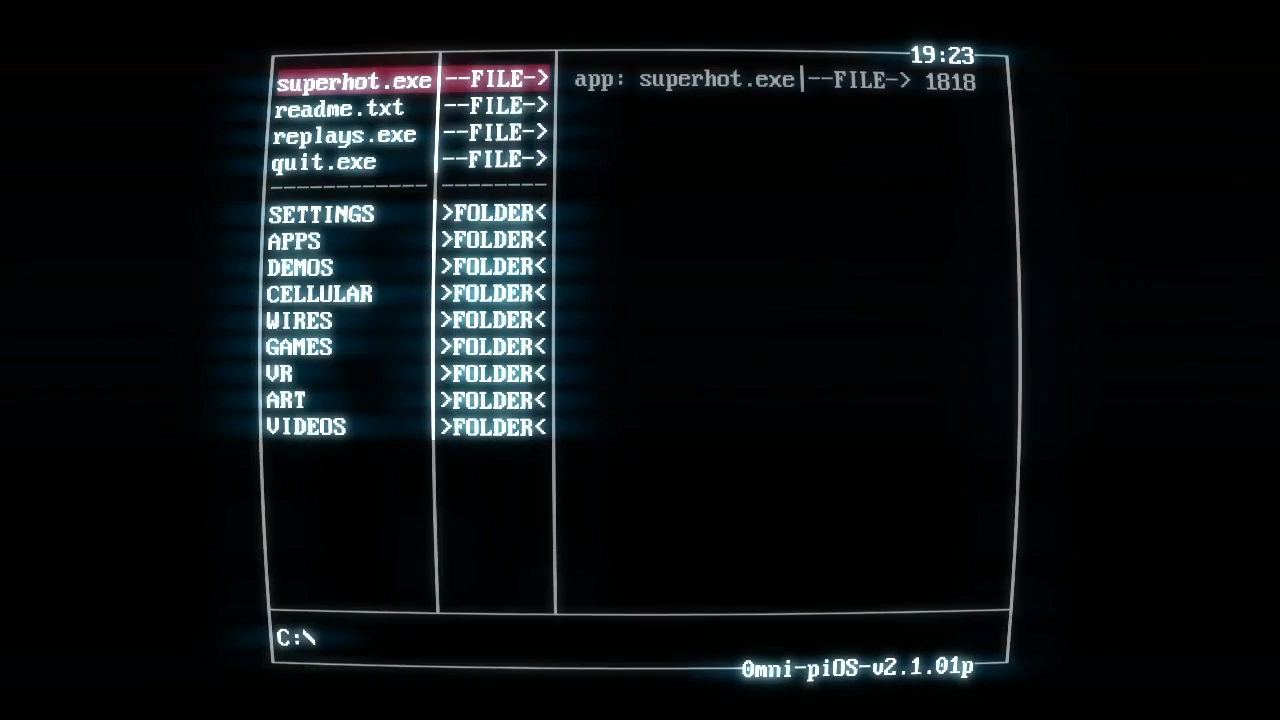 19:23
superhot.exe --FILE-> app: superhot.exe|--FILE-> 1818
readme.txt --FILE->
replays.exe --FILE->
quit.exe --FILE->
------------ --------
SETTINGS >FOLDER<
APPS >FOLDER<
DEMOS >FOLDER<
CELLULAR >FOLDER<
WIRES >FOLDER<
GAMES >FOLDER<
VR >FOLDER<
ART >FOLDER<
VIDEOS >FOLDER<
C:\
0mni-piOS-v2.1.01p